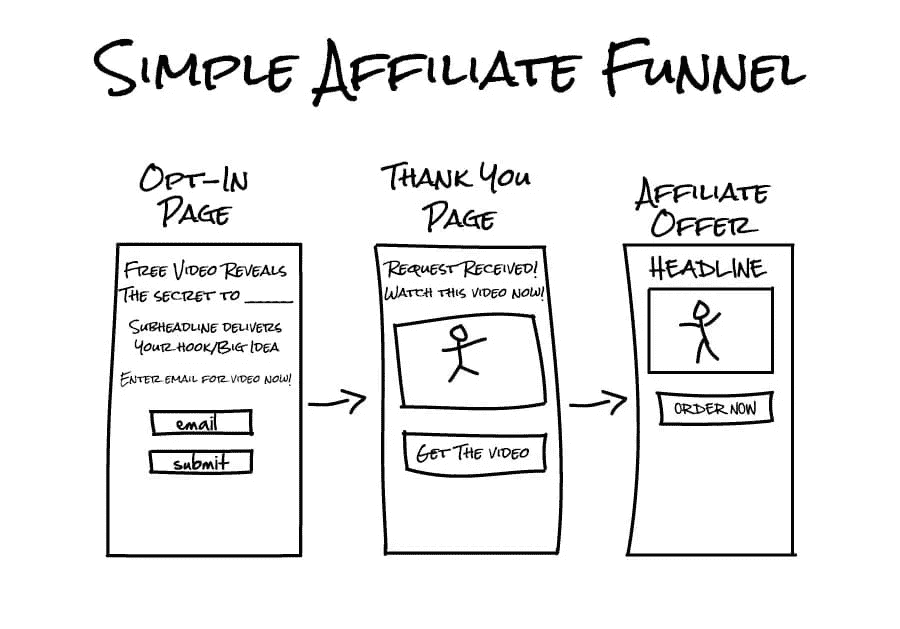 Simple Affiliate Funnel
Opt-In
Page
Free Video Reveals
The secret to _____
Subheadline delivers
Your hook/Big Idea
Enter email for video now!
email
submit
Thank You
Page
Request Received!
Watch this video now!
Get The video
Affiliate
Offer
Headline
Order Now